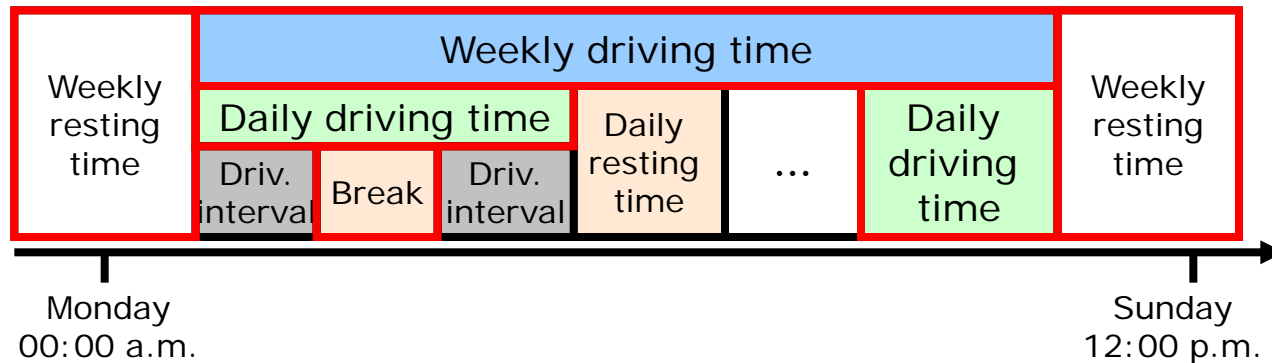 Weekly
resting
time
Weekly driving time
Daily driving time
Driv.
interval
Break
Driv.
interval
Daily
resting
time
...
Daily
driving
time
Weekly
resting
time
Monday
00:00 a.m.
Sunday
12:00 p.m.